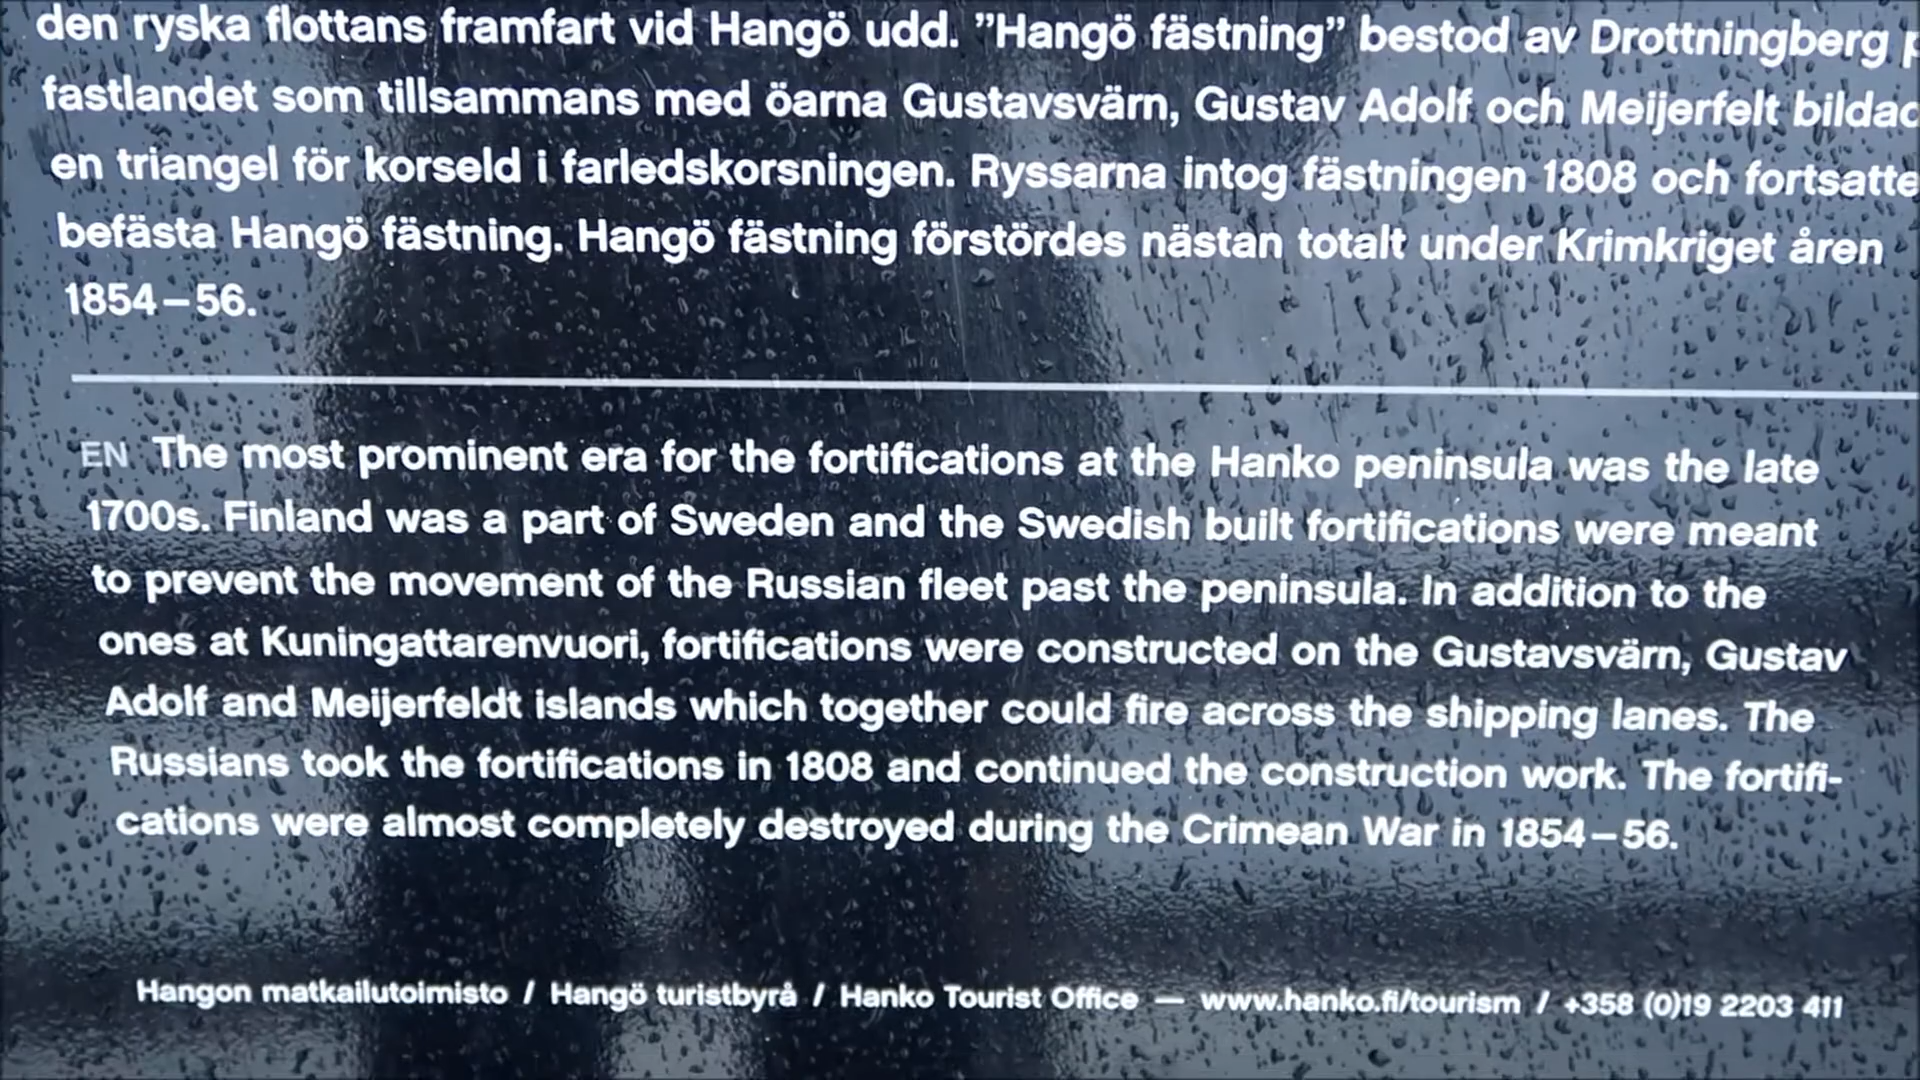 den ryska flottans framfart vid Hangö udd. ”Hangö fästning” bestod av Drottningberg
fastlandet som tillsammans med öarna Gustavsvärn, Gustav Adolf och Meijerfelt bildad
en triangel för korseld i farledskorsningen. Ryssarna intog fästningen 1808 och fortsatte
befästa Hangö fästning. Hangö fästning förstördes nästan totalt under Krimkriget åren
1854–56.
EN The most prominent era for the fortifications at the Hanko peninsula was the late
1700s. Finland was a part of Sweden and the Swedish built fortifications were meant
to prevent the movement of the Russian fleet past the peninsula. In addition to the
ones at Kuningattarenvuori, fortifications were constructed on the Gustavsvärn, Gustav
Adolf and Meijerfeldt islands which together could fire across the shipping lanes. The
Russians took the fortifications in 1808 and continued the construction work. The fortifi-
cations were almost completely destroyed during the Crimean War in 1854–56.
Hangon matkailutoimisto / Hangö turistbyrå / Hanko Tourist Office — www.hanko.fi/tourism / +358 (0)19 2203 411